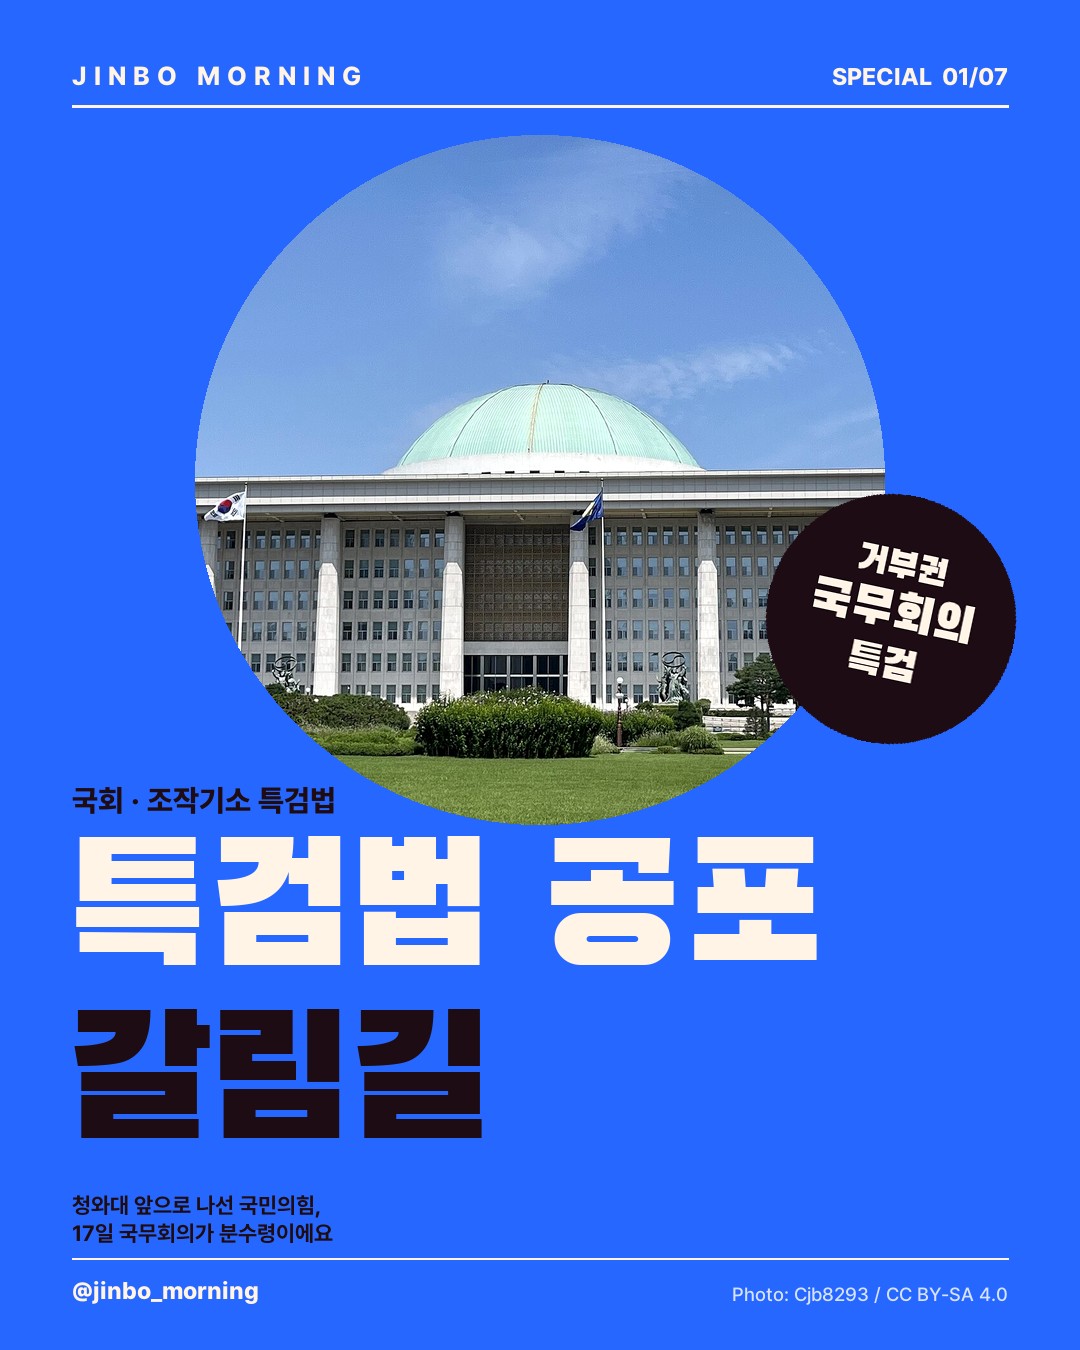 JINBO MORNING
SPECIAL 01/07
거부권
국무회의
특검
국회 · 조작기소 특검법
특검법 공포
갈림길
청와대 앞으로 나선 국민의힘,
17일 국무회의가 분수령이에요
@jinbo_morning
Photo: Cjb8293 / CC BY-SA 4.0